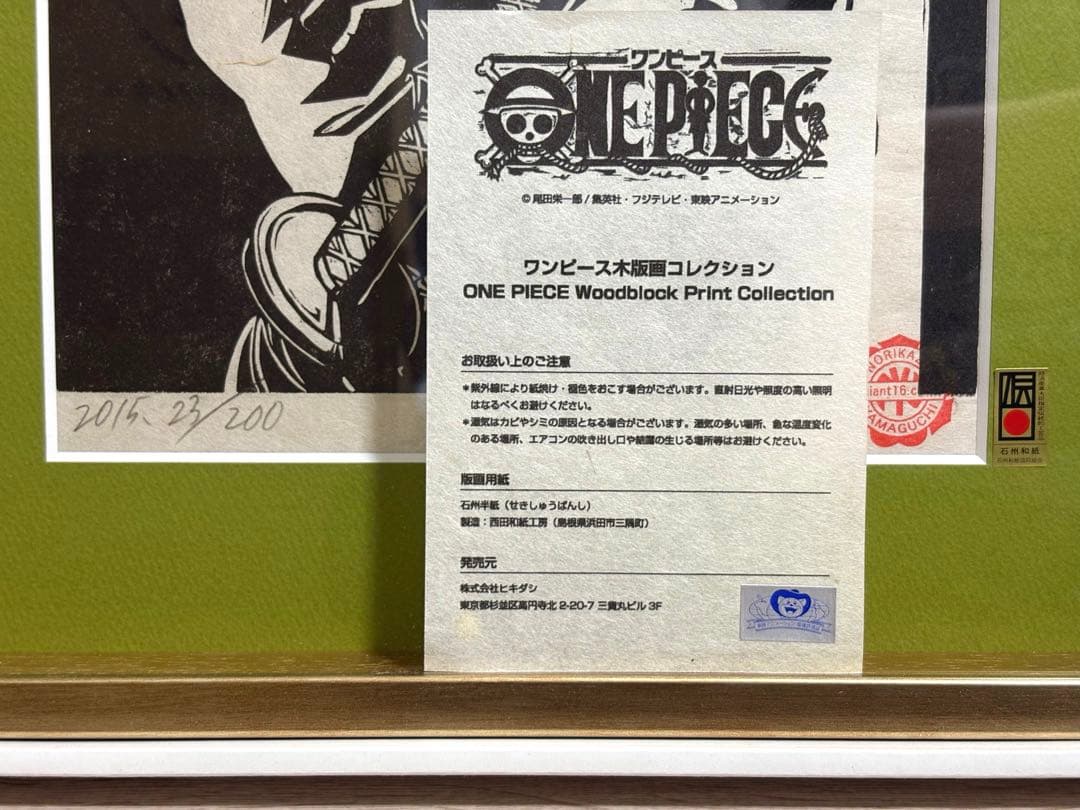 ワンピース
ONE PIECE
©尾田栄一郎/集英社・フジテレビ・東映アニメーション
ワンピース木版画コレクション
ONE PIECE Woodblock Print Collection
お取扱い上のご注意
*紫外線により紙焼け・褪色をおこす場合がございます。直射日光や照度の高い照明
はなるべくお避けください。
*湿気はカビやシミの原因となる場合がございます。湿気の多い場所、急な温度変化
のある場所、エアコンの吹き出し口や結露の生じる場所等はお避けください。
版画用紙
石州半紙（せきしゅうばんし）
製造：西田和紙工房（島根県浜田市三隅町）
発売元
株式会社ヒキダシ
東京都杉並区高円寺北 2-20-7 三貴丸ビル 3F
2015. 23/200
NORIKAZ
iant16.c
AMAGUCHI
伝
石州和紙